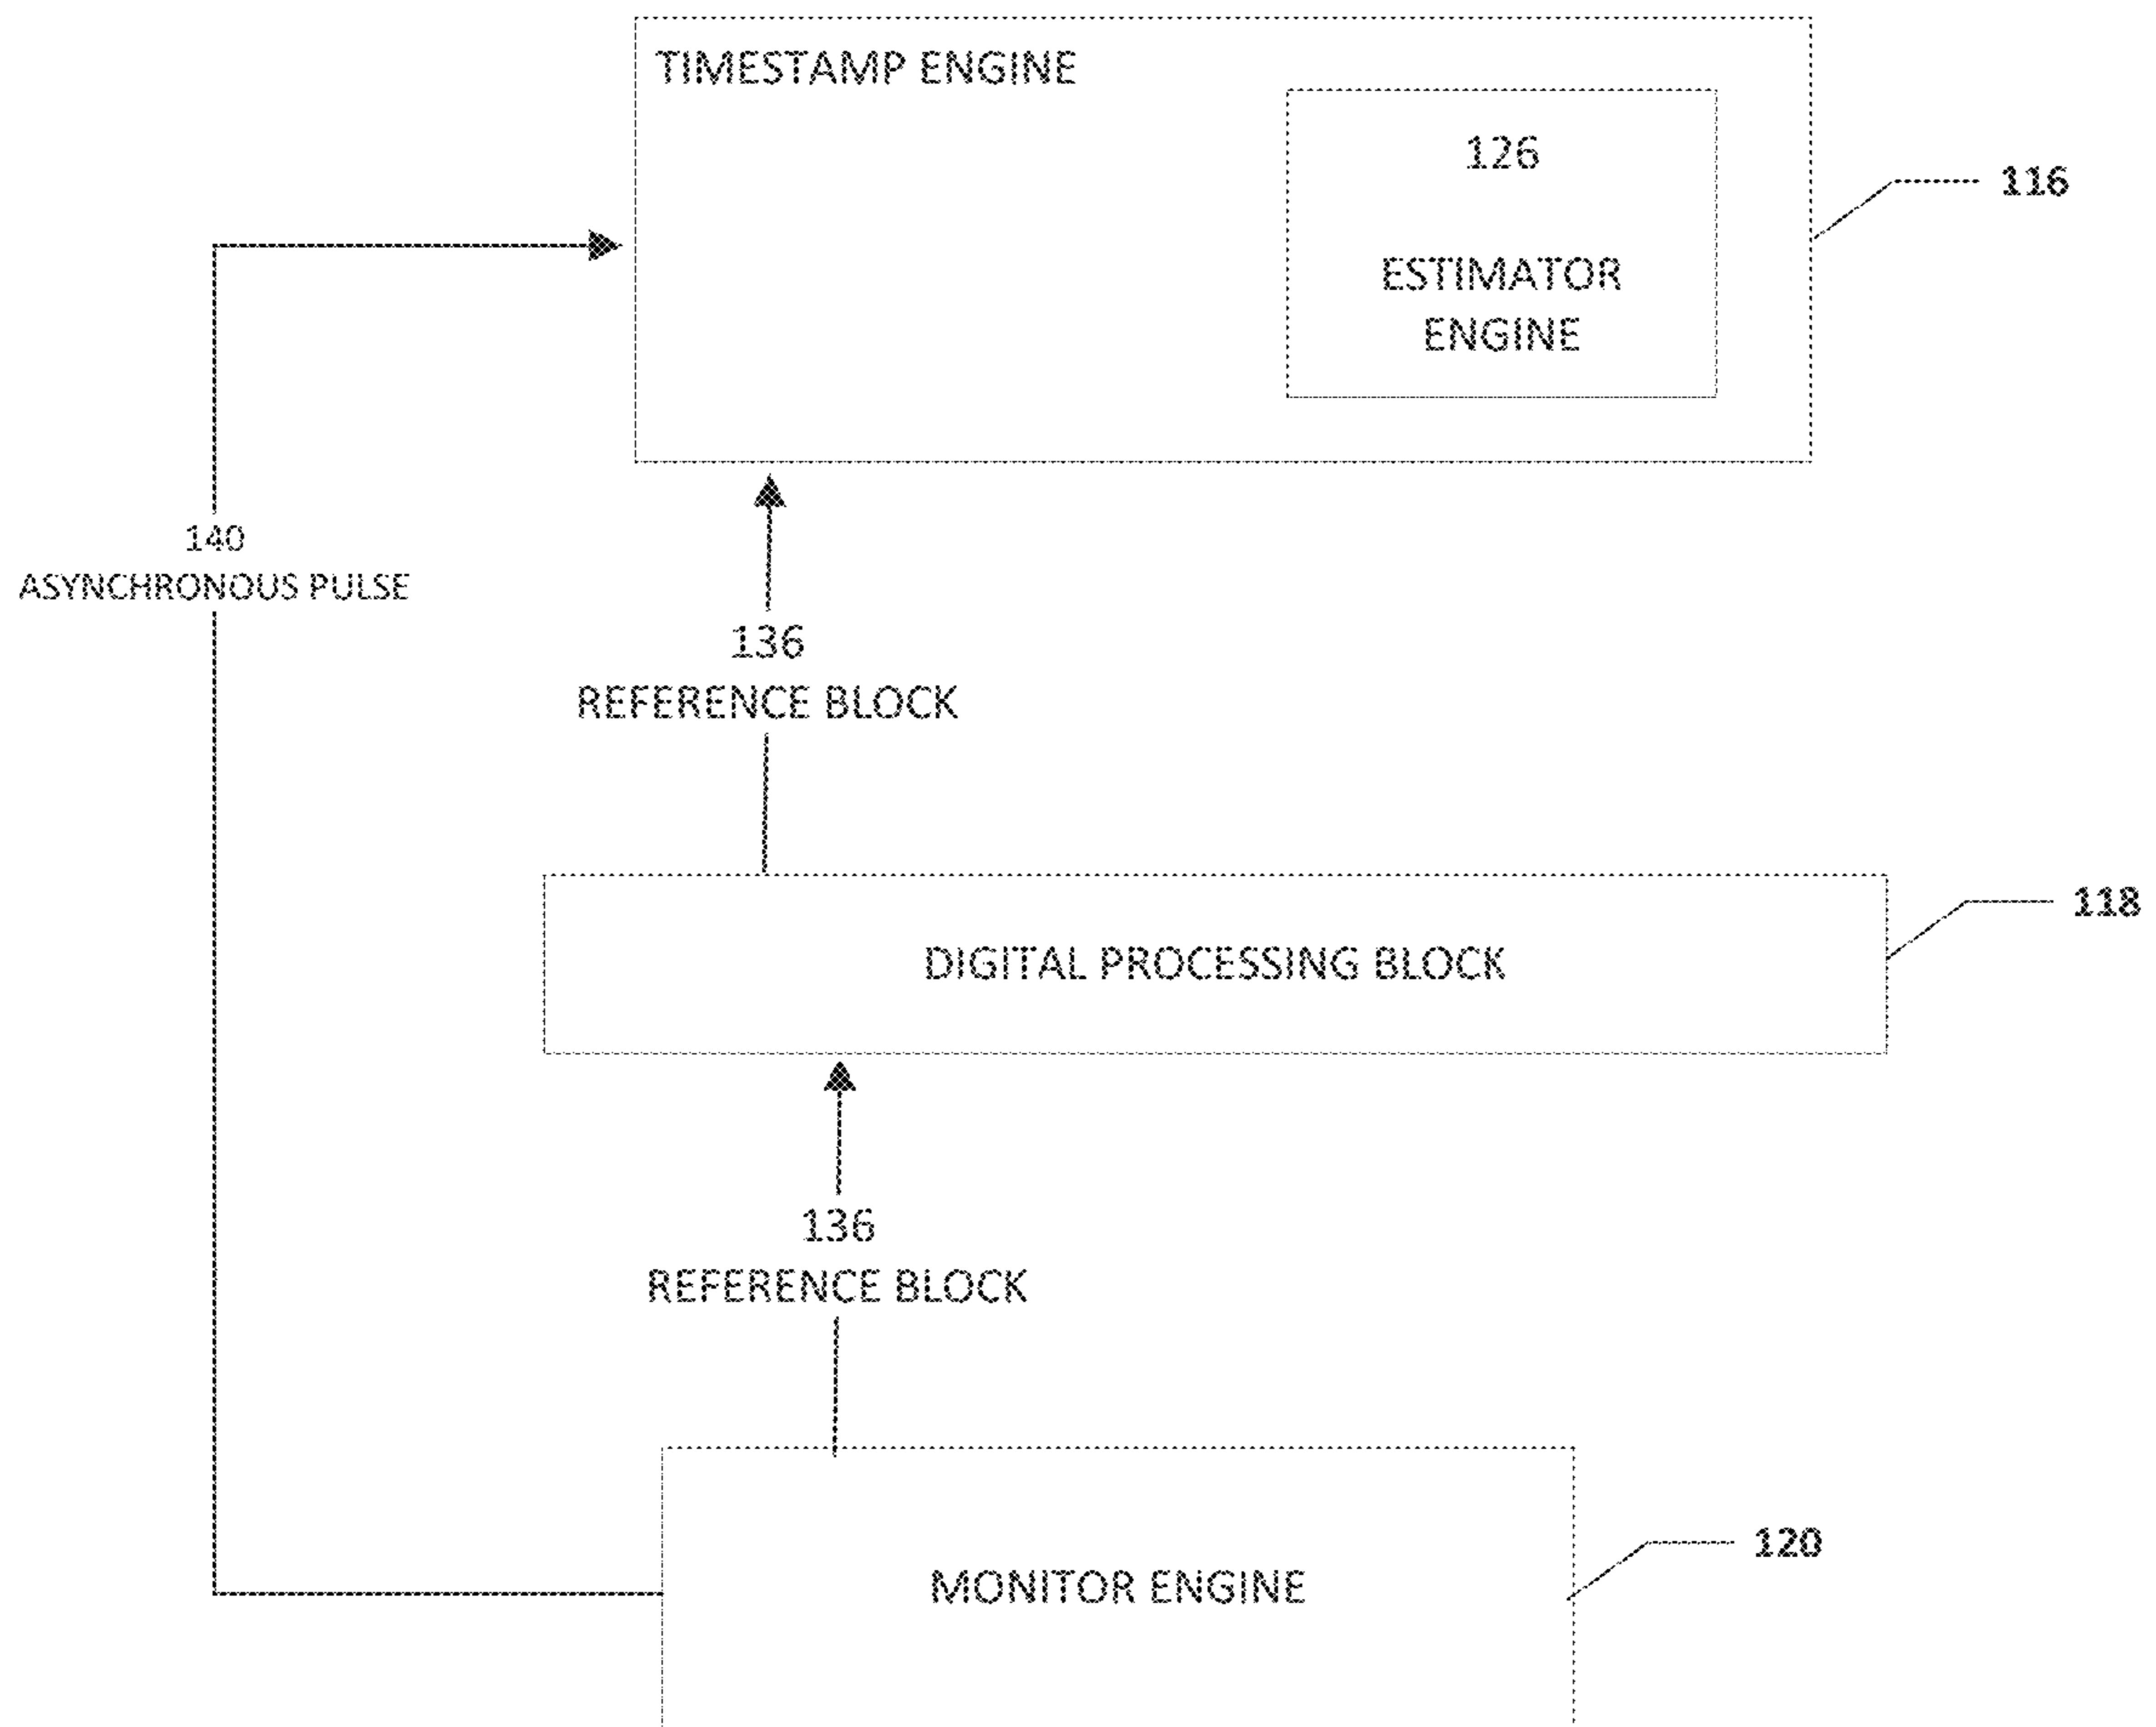 TIMESTAMP ENGINE
126
ESTIMATOR
ENGINE
116
140
ASYNCHRONOUS PULSE
136
REFERENCE BLOCK
118
DIGITAL PROCESSING BLOCK
136
REFERENCE BLOCK
120
MONITOR ENGINE